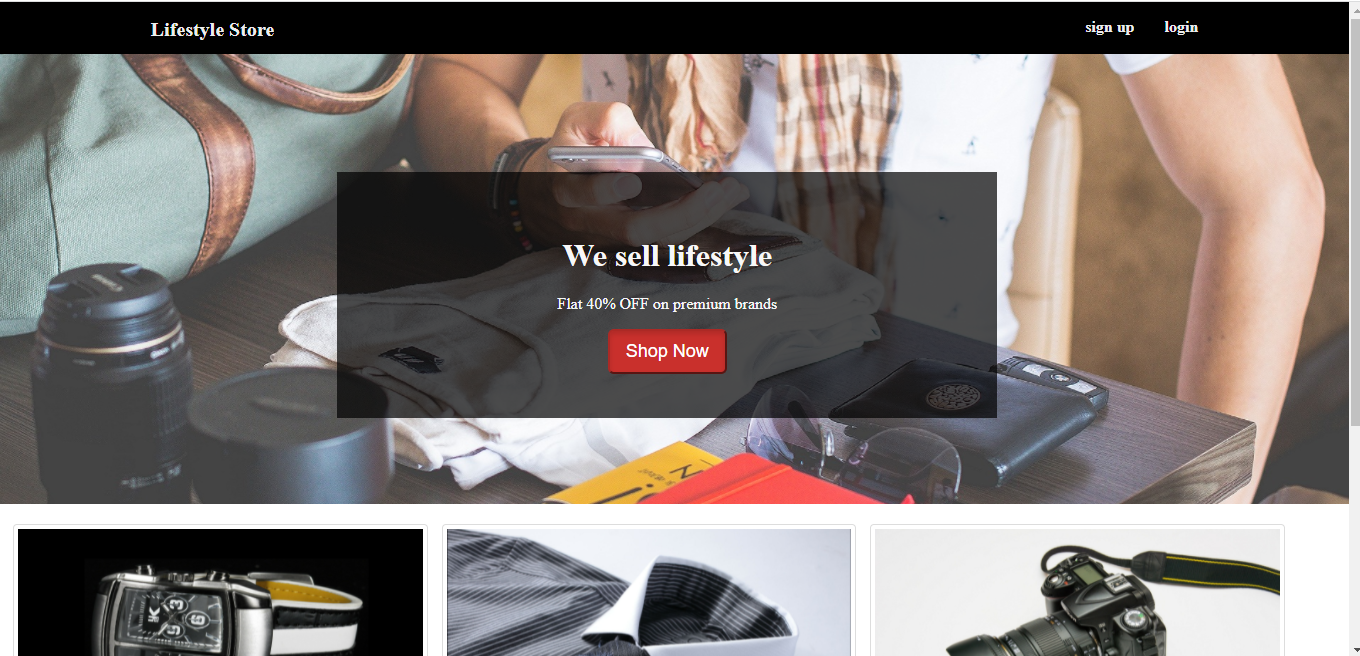 Lifestyle Store
sign up login
We sell lifestyle
Flat 40% OFF on premium brands
Shop Now